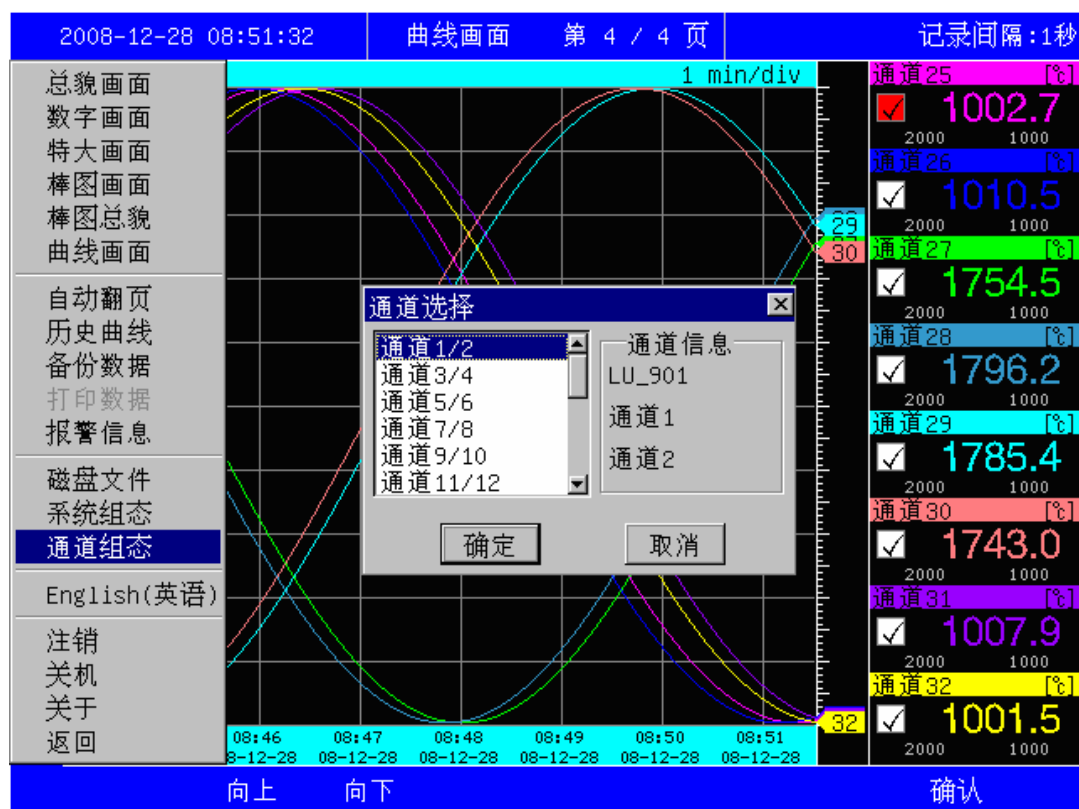 2008-12-28 08:51:32 曲线画面 第 4 / 4 页 记录间隔:1秒
总貌画面
数字画面
特大画面
棒图画面
棒图总貌
曲线画面
自动翻页
历史曲线
备份数据
打印数据
报警信息
磁盘文件
系统组态
通道组态
English(英语)
注销
关机
关于
返回
1 min/div
29
30
32
通道选择
通道1/2
通道3/4
通道5/6
通道7/8
通道9/10
通道11/12
通道信息
LU_901
通道1
通道2
确定 取消
08:46 08:47 08:48 08:49 08:50 08:51
8-12-28 08-12-28 08-12-28 08-12-28 08-12-28 08-12-28
通道25 [℃]
1002.7
2000 1000
通道26 [℃]
1010.5
2000 1000
通道27 [℃]
1754.5
2000 1000
通道28 [℃]
1796.2
2000 1000
通道29 [℃]
1785.4
2000 1000
通道30 [℃]
1743.0
2000 1000
通道31 [℃]
1007.9
2000 1000
通道32 [℃]
1001.5
2000 1000
向上 向下 确认